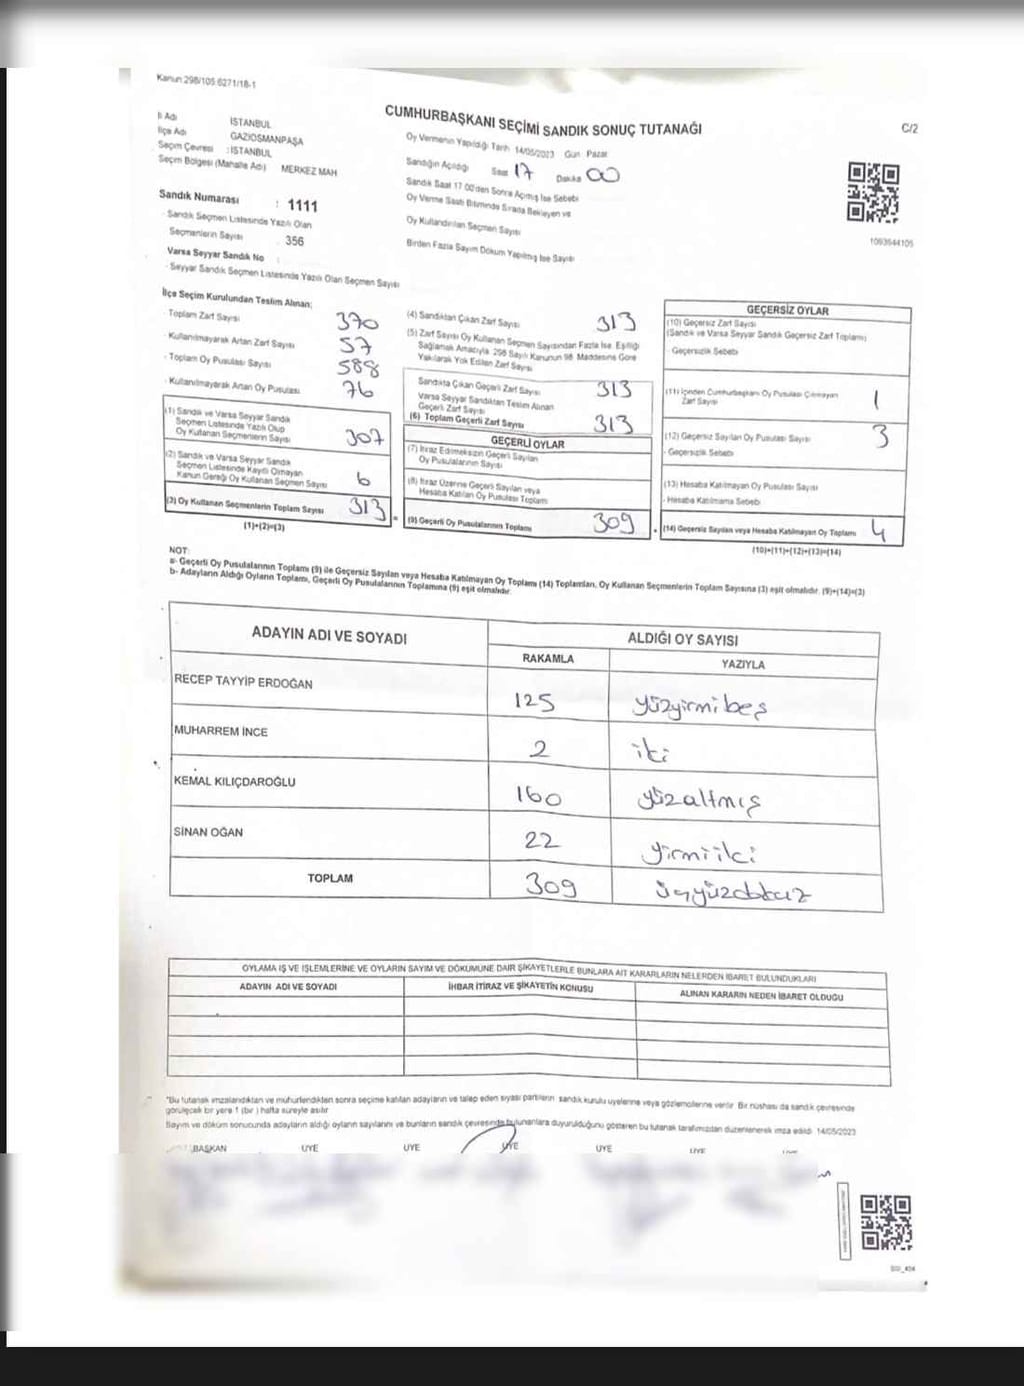 Kanun:298/105 6271/18-1
CUMHURBAŞKANI SEÇİMİ SANDIK SONUÇ TUTANAĞI
C/2
İl Adı İSTANBUL
İlçe Adı GAZİOSMANPAŞA
Seçim Çevresi : İSTANBUL
Seçim Bölgesi (Mahalle Adı) MERKEZ MAH
Sandık Numarası : 1111
- Sandık Seçmen Listesinde Yazılı Olan
Seçmenlerin Sayısı 356
Varsa Seyyar Sandık No
- Seyyar Sandık Seçmen Listesinde Yazılı Olan Seçmen Sayısı
Oy Vermenin Yapıldığı Tarih 14/05/2023 Gün Pazar
Sandığın Açıldığı Saat 17 Dakika 00
Sandık Saat 17.00'den Sonra Açılmış İse Sebebi
Oy Verme Saati Bitiminde Sırada Bekleyen ve
Oy Kullandırılan Seçmen Sayısı
Birden Fazla Sayım Döküm Yapılmış İse Sayısı
1093644105
İlçe Seçim Kurulundan Teslim Alınan;
- Toplam Zarf Sayısı 370
- Kullanılmayarak Artan Zarf Sayısı 57
- Toplam Oy Pusulası Sayısı 588
- Kullanılmayarak Artan Oy Pusulası 76
(1) Sandık ve Varsa Seyyar Sandık
Seçmen Listesinde Yazılı Olup
Oy Kullanan Seçmenlerin Sayısı 307
(2) Sandık ve Varsa Seyyar Sandık
Seçmen Listesinde Kayıtlı Olmayan
Kanun Gereği Oy Kullanan Seçmen Sayısı 6
(3) Oy Kullanan Seçmenlerin Toplam Sayısı 313
(1)+(2)=(3)
(4) Sandıktan Çıkan Zarf Sayısı 313
(5) Zarf Sayısı Oy Kullanan Seçmen Sayısından Fazla İse, Eşitliği
Sağlamak Amacıyla 298 Sayılı Kanunun 98. Maddesine Göre
Yakılarak Yok Edilen Zarf Sayısı
Sandıkta Çıkan Geçerli Zarf Sayısı 313
Varsa Seyyar Sandıktan Teslim Alınan
Geçerli Zarf Sayısı
(6) Toplam Geçerli Zarf Sayısı 313
GEÇERLİ OYLAR
(7) İtiraz Edilmeksizin Geçerli Sayılan
Oy Pusulalarının Sayısı
(8) İtiraz Üzerine Geçerli Sayılan veya
Hesaba Katılan Oy Pusulası Toplamı
(9) Geçerli Oy Pusulalarının Toplamı 309
GEÇERSİZ OYLAR
(10) Geçersiz Zarf Sayısı
(Sandık ve Varsa Seyyar Sandık Geçersiz Zarf Toplamı)
- Geçersizlik Sebebi
(11) İçinden Cumhurbaşkanı Oy Pusulası Çıkmayan
Zarf Sayısı 1
(12) Geçersiz Sayılan Oy Pusulası Sayısı 3
- Geçersizlik Sebebi
(13) Hesaba Katılmayan Oy Pusulası Sayısı
- Hesaba Katılmama Sebebi
(14) Geçersiz Sayılan veya Hesaba Katılmayan Oy Toplamı 4
(10)+(11)+(12)+(13)=(14)
NOT:
a- Geçerli Oy Pusulalarının Toplamı (9) ile Geçersiz Sayılan veya Hesaba Katılmayan Oy Toplamı (14) Toplamları, Oy Kullanan Seçmenlerin Toplam Sayısına (3) eşit olmalıdır. (9)+(14)=(3)
b- Adayların Aldığı Oyların Toplamı, Geçerli Oy Pusulalarının Toplamına (9) eşit olmalıdır.
ADAYIN ADI VE SOYADI ALDIĞI OY SAYISI
RAKAMLA YAZIYLA
RECEP TAYYİP ERDOĞAN 125 yüzyirmibeş
MUHARREM İNCE 2 iki
KEMAL KILIÇDAROĞLU 160 yüzaltmış
SİNAN OĞAN 22 yirmiiki
TOPLAM 309 üçyüzdokuz
OYLAMA İŞ VE İŞLEMLERİNE VE OYLARIN SAYIM VE DÖKÜMÜNE DAİR ŞİKAYETLERLE BUNLARA AİT KARARLARIN NELERDEN İBARET BULUNDUKLARI
ADAYIN ADI VE SOYADI İHBAR İTİRAZ VE ŞİKAYETİN KONUSU ALINAN KARARIN NEDEN İBARET OLDUĞU
"Bu tutanak imzalandıktan ve mühürlendikten sonra seçime katılan adayların ve talep eden siyasi partilerin sandık kurulu üyelerine veya gözlemcilerine verilir. Bir nüshası da sandık çevresinde
görülecek bir yere 1 (bir) hafta süreyle asılır
Sayım ve döküm sonucunda adayların aldığı oyların sayılarını ve bunların sandık çevresinde bulunanlara duyurulduğunu gösteren bu tutanak tarafımızdan düzenlenerek imza edildi. 14/05/2023
BAŞKAN ÜYE ÜYE ÜYE ÜYE ÜYE